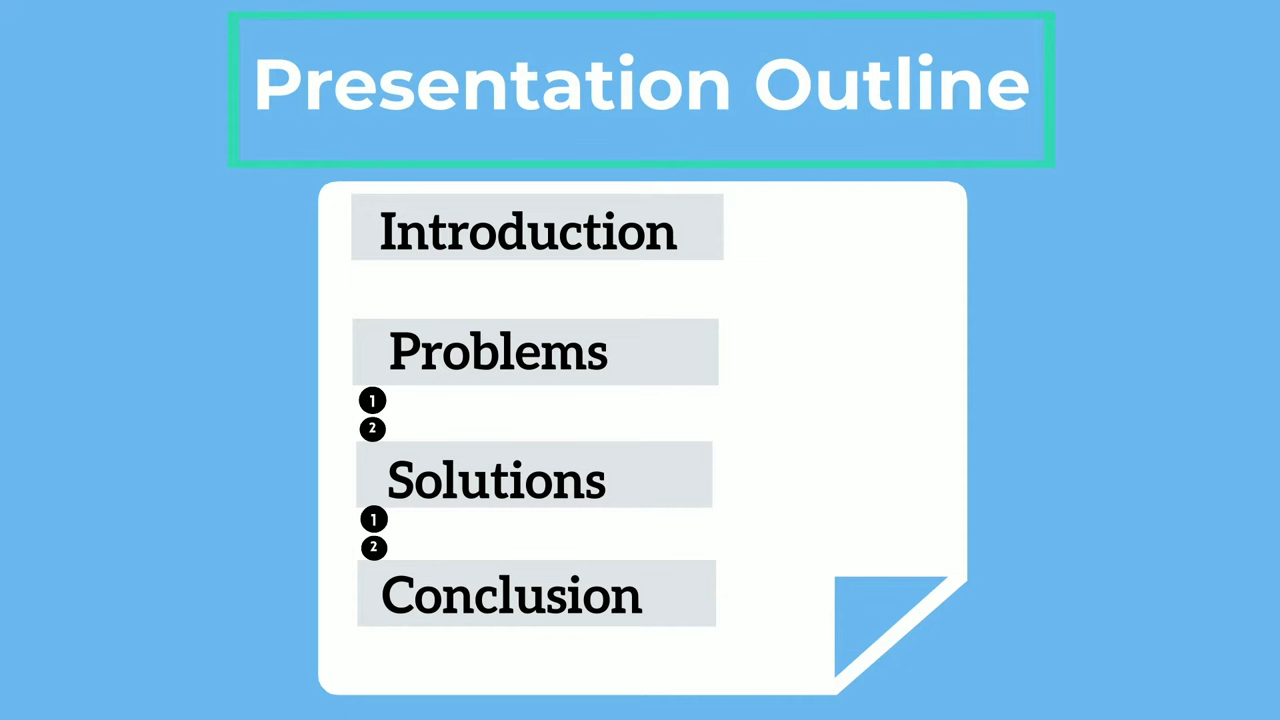 Presentation Outline
Introduction
Problems
1
2
Solutions
1
2
Conclusion